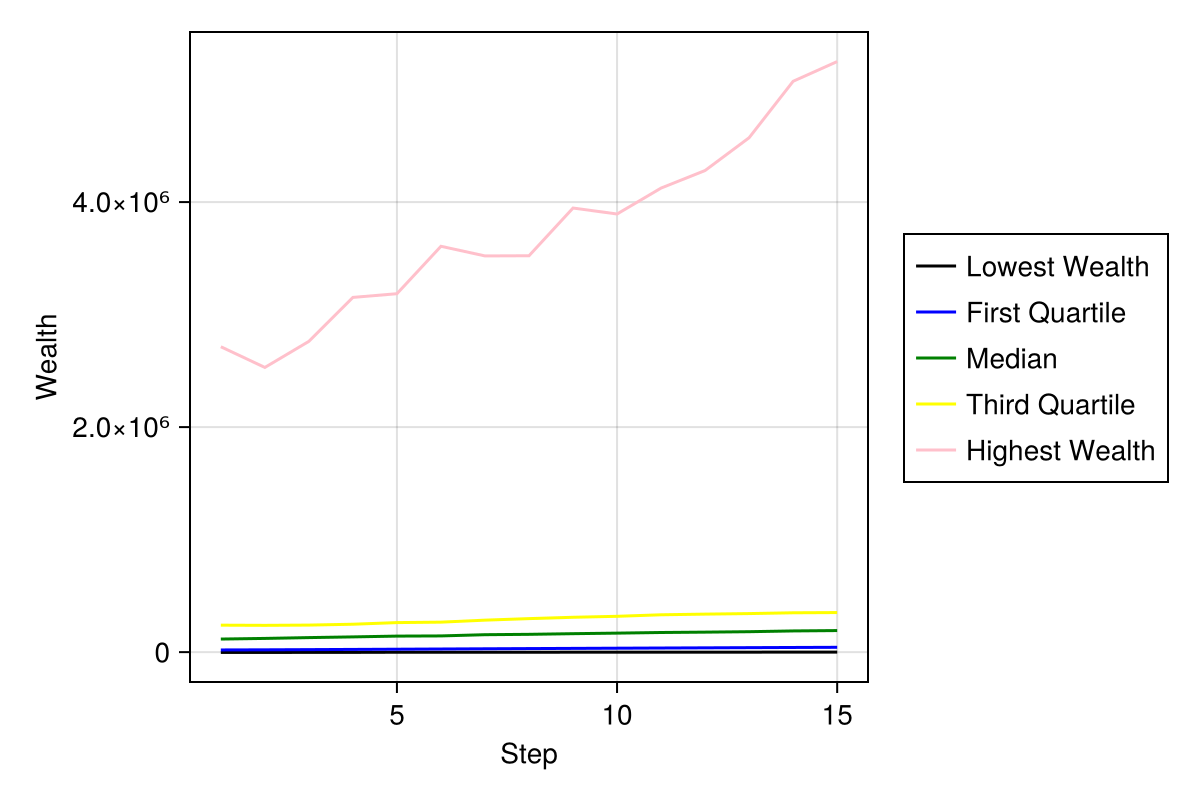 4.0×10⁶
2.0×10⁶
0
Wealth
5 10 15
Step
Lowest Wealth
First Quartile
Median
Third Quartile
Highest Wealth